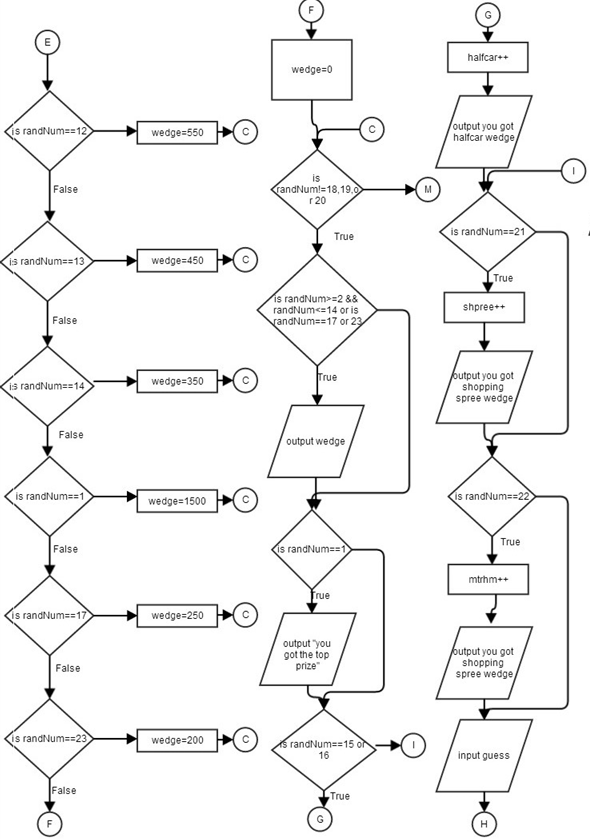 E
is randNum==12
wedge=550
C
False
is randNum==13
wedge=450
C
False
is randNum==14
wedge=350
C
False
is randNum==1
wedge=1500
C
False
is randNum==17
wedge=250
C
False
is randNum==23
wedge=200
C
False
F
F
wedge=0
C
is
randNum!=18,19,o
r 20
M
True
is randNum>=2 &&
randNum<=14 or is
randNum==17 or 23
True
output wedge
is randNum==1
True
output "you
got the top
prize"
is randNum==15 or
16
I
True
G
G
halfcar++
output you got
halfcar wedge
I
is randNum==21
True
shpree++
output you got
shopping
spree wedge
is randNum==22
True
mtrhm++
output you got
shopping
spree wedge
input guess
H